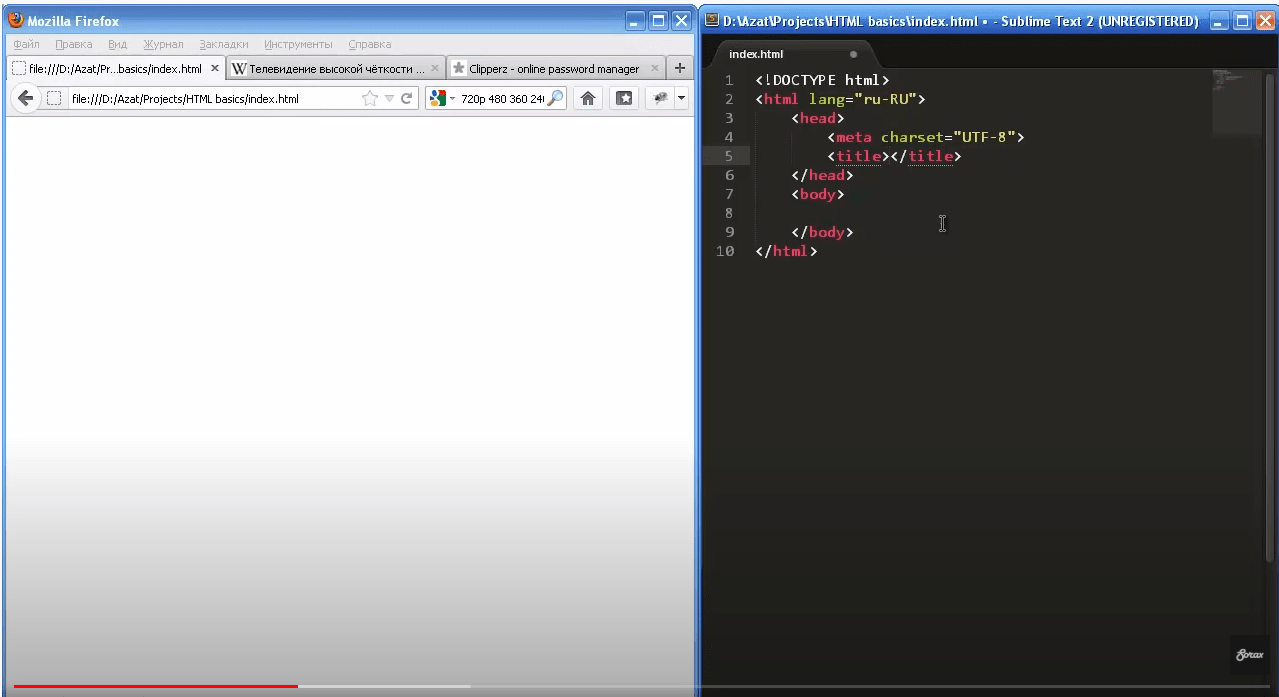 Mozilla Firefox
Файл Правка Вид Журнал Закладки Инструменты Справка
file:///D:/Azat/Pr...basics/index.html
Телевидение высокой чёткости ...
Clipperz - online password manager
file:///D:/Azat/Projects/HTML basics/index.html
720p 480 360 24
D:\Azat\Projects\HTML basics\index.html • - Sublime Text 2 (UNREGISTERED)
index.html
1 <!DOCTYPE html>
2 <html lang="ru-RU">
3 <head>
4 <meta charset="UTF-8">
5 <title></title>
6 </head>
7 <body>
8
9 </body>
10 </html>
Sorax